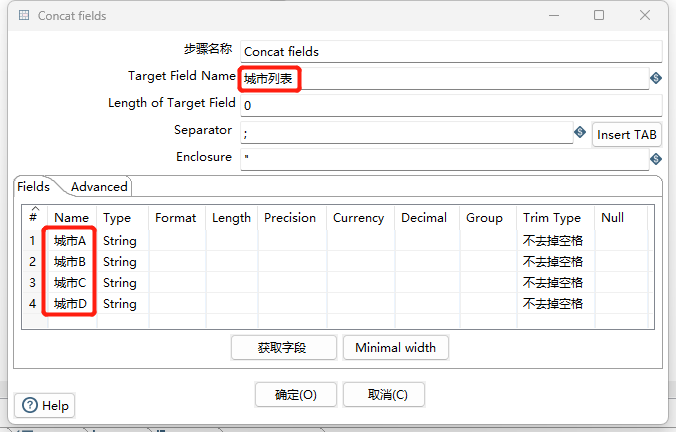 Concat fields
步骤名称 Concat fields
Target Field Name 城市列表
Length of Target Field 0
Separator ; Insert TAB
Enclosure "
Fields Advanced
# Name Type Format Length Precision Currency Decimal Group Trim Type Null
1 城市A String 不去掉空格
2 城市B String 不去掉空格
3 城市C String 不去掉空格
4 城市D String 不去掉空格
获取字段 Minimal width
确定(O) 取消(C)
Help